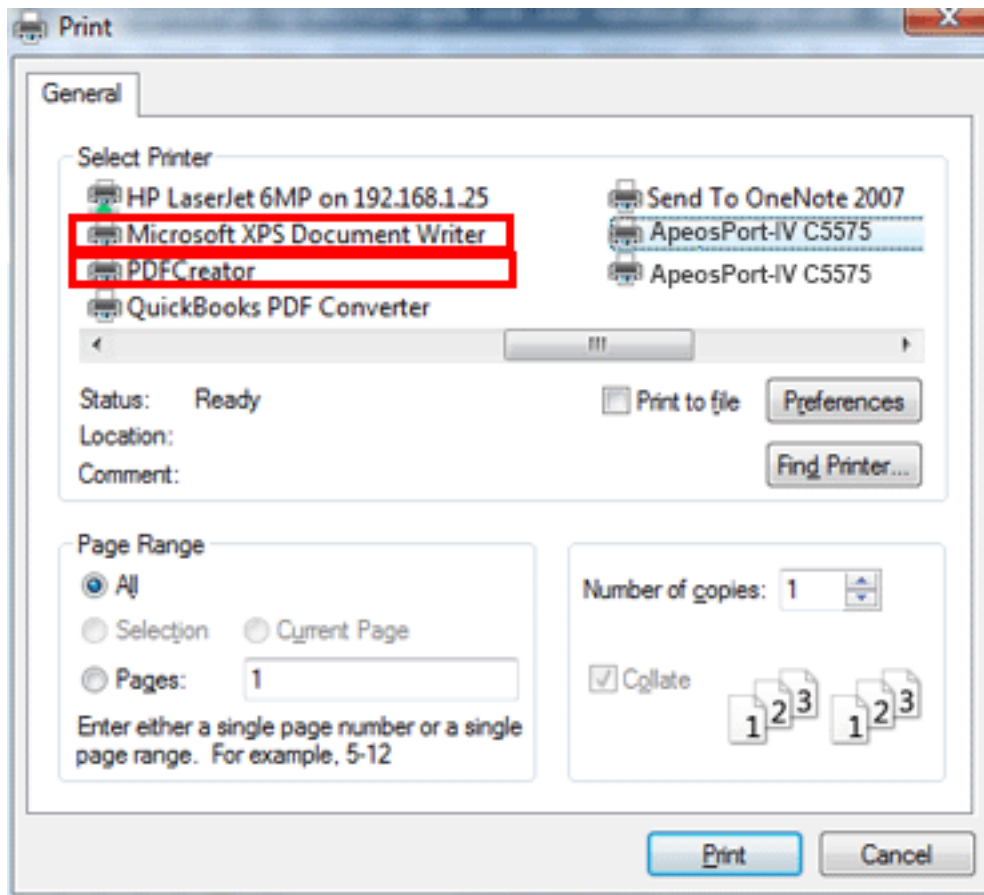 Print
General
Select Printer
HP LaserJet 6MP on 192.168.1.25
Microsoft XPS Document Writer
PDFCreator
QuickBooks PDF Converter
Send To OneNote 2007
ApeosPort-IV C5575
ApeosPort-IV C5575
Status: Ready
Location:
Comment:
Print to file
Preferences
Find Printer...
Page Range
All
Selection
Current Page
Pages: 1
Enter either a single page number or a single
page range. For example, 5-12
Number of copies: 1
Collate
1 2 3 1 2 3
Print
Cancel